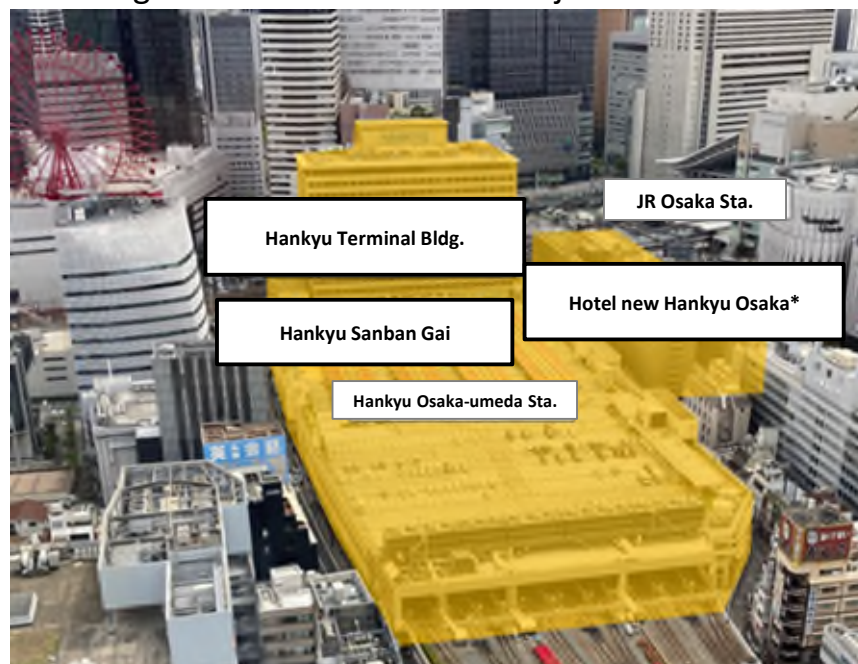 JR Osaka Sta.
Hankyu Terminal Bldg.
Hotel new Hankyu Osaka*
Hankyu Sanban Gai
Hankyu Osaka-umeda Sta.